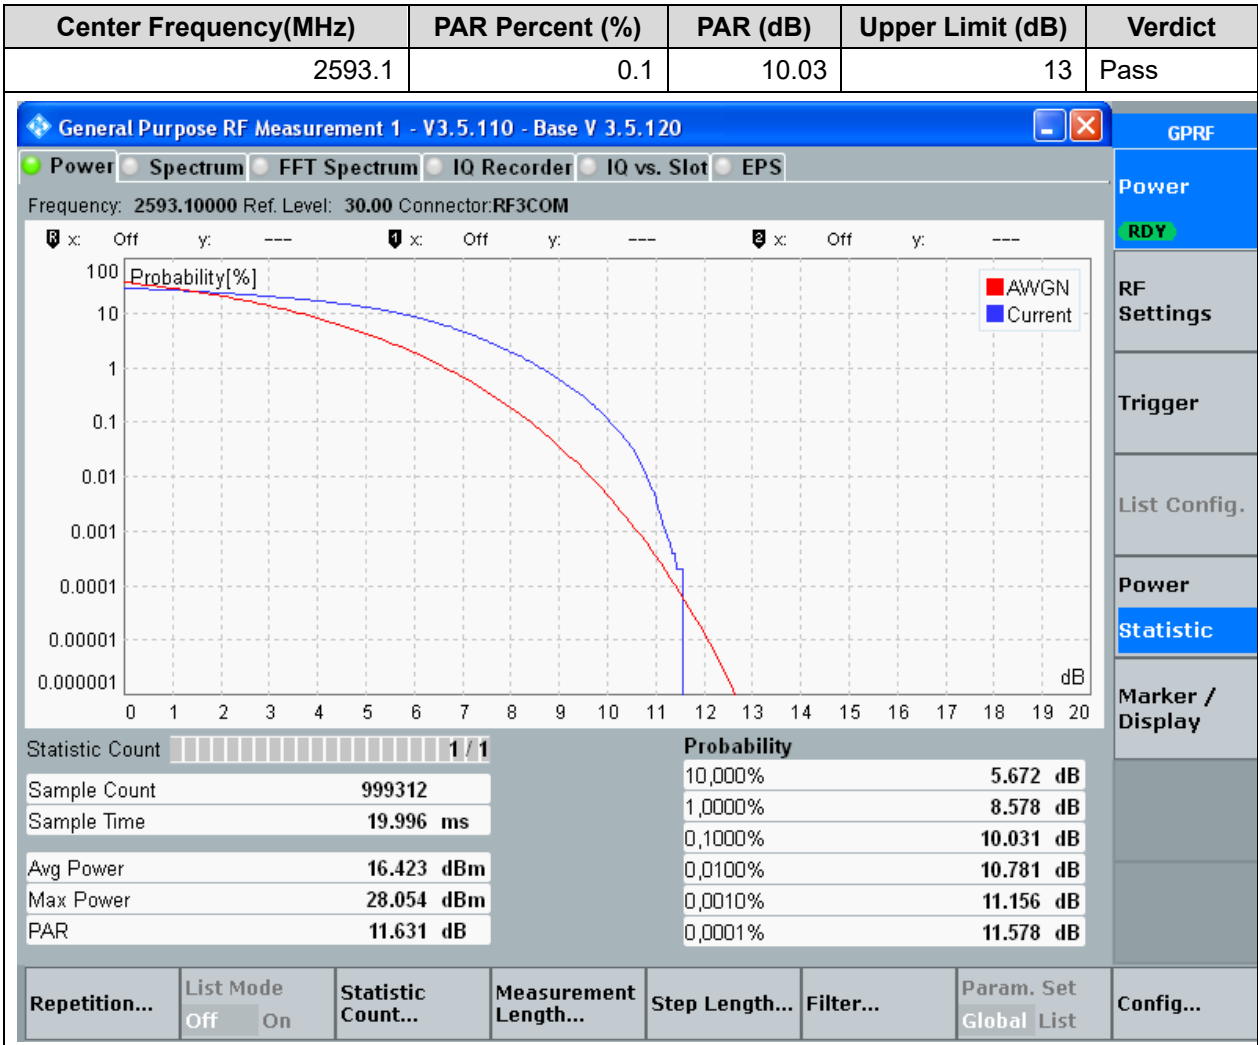 Center Frequency(MHz) PAR Percent (%) PAR (dB) Upper Limit (dB) Verdict
2593.1 0.1 10.03 13 Pass
General Purpose RF Measurement 1 - V3.5.110 - Base V 3.5.120
GPRF
Power Spectrum FFT Spectrum IQ Recorder IQ vs. Slot EPS
Power
RDY
Frequency: 2593.10000 Ref. Level: 30.00 Connector:RF3COM
R x: Off y: --- 1 x: Off y: --- 2 x: Off y: ---
Probability[%]
AWGN
Current
100
10
1
0.1
0.01
0.001
0.0001
0.00001
0.000001
dB
0 1 2 3 4 5 6 7 8 9 10 11 12 13 14 15 16 17 18 19 20
RF
Settings
Trigger
List Config.
Power
Statistic
Marker /
Display
Statistic Count 1 / 1
Sample Count 999312
Sample Time 19.996 ms
Avg Power 16.423 dBm
Max Power 28.054 dBm
PAR 11.631 dB
Probability
10,000% 5.672 dB
1,0000% 8.578 dB
0,1000% 10.031 dB
0,0100% 10.781 dB
0,0010% 11.156 dB
0,0001% 11.578 dB
Repetition...
List Mode
Off On
Statistic
Count...
Measurement
Length...
Step Length...
Filter...
Param. Set
Global List
Config...